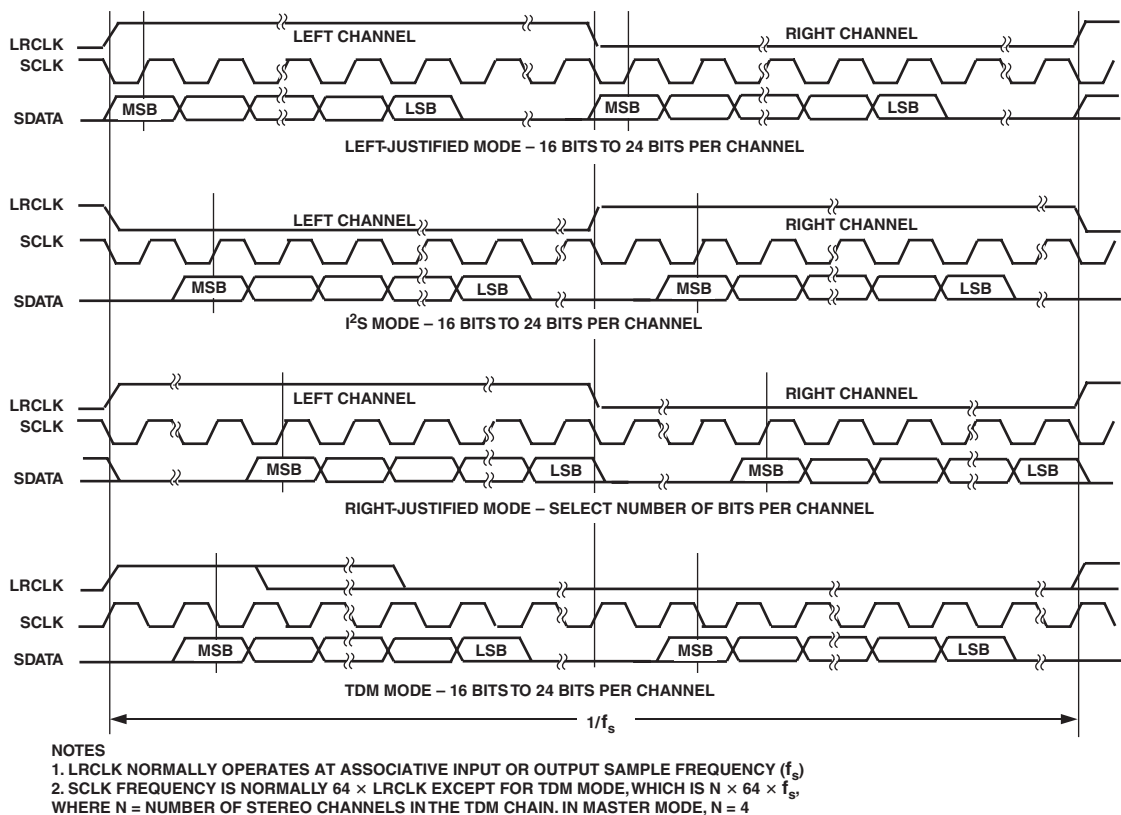 LEFT CHANNEL RIGHT CHANNEL
LRCLK
SCLK
SDATA MSB LSB MSB LSB
LEFT-JUSTIFIED MODE – 16 BITS TO 24 BITS PER CHANNEL
LRCLK
LEFT CHANNEL RIGHT CHANNEL
SCLK
SDATA MSB LSB MSB LSB
I²S MODE – 16 BITS TO 24 BITS PER CHANNEL
LEFT CHANNEL RIGHT CHANNEL
LRCLK
SCLK
SDATA MSB LSB MSB LSB
RIGHT-JUSTIFIED MODE – SELECT NUMBER OF BITS PER CHANNEL
LRCLK
SCLK
SDATA MSB LSB MSB LSB
TDM MODE – 16 BITS TO 24 BITS PER CHANNEL
1/fs
NOTES
1. LRCLK NORMALLY OPERATES AT ASSOCIATIVE INPUT OR OUTPUT SAMPLE FREQUENCY (fs)
2. SCLK FREQUENCY IS NORMALLY 64 × LRCLK EXCEPT FOR TDM MODE, WHICH IS N × 64 × fs,
WHERE N = NUMBER OF STEREO CHANNELS IN THE TDM CHAIN. IN MASTER MODE, N = 4